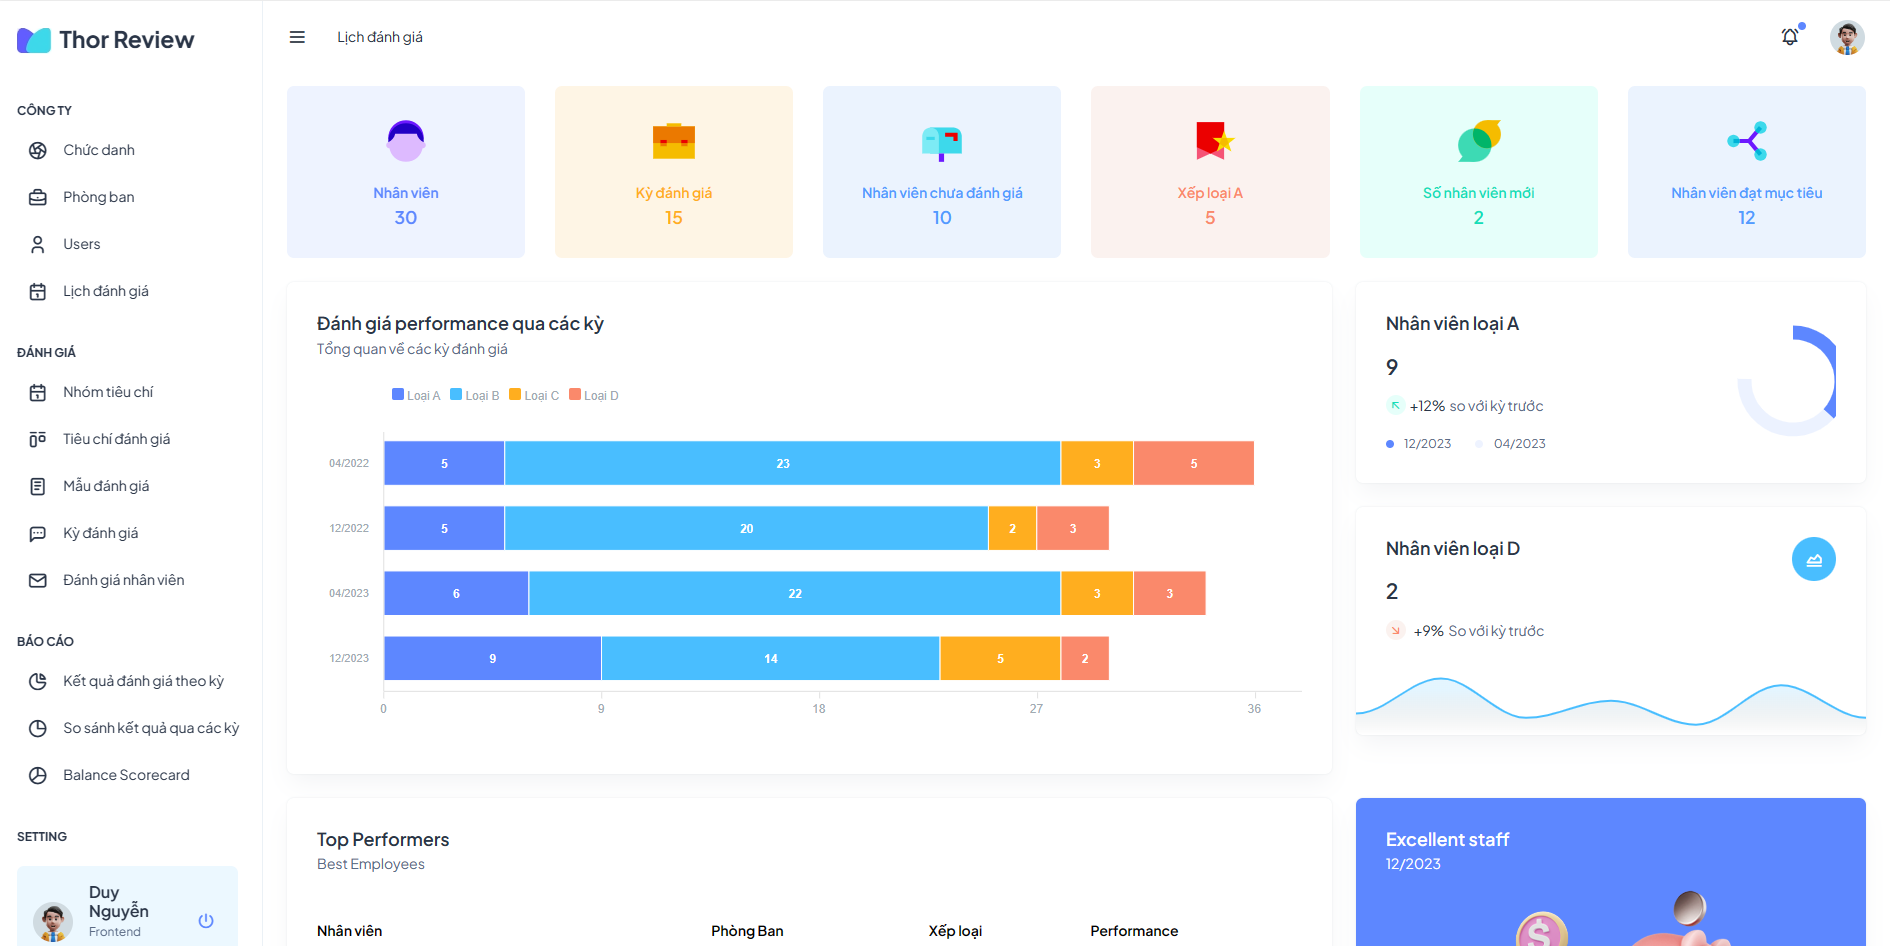 Thor Review
CÔNG TY
Chức danh
Phòng ban
Users
Lịch đánh giá
ĐÁNH GIÁ
Nhóm tiêu chí
Tiêu chí đánh giá
Mẫu đánh giá
Kỳ đánh giá
Đánh giá nhân viên
BÁO CÁO
Kết quả đánh giá theo kỳ
So sánh kết quả qua các kỳ
Balance Scorecard
SETTING
Duy
Nguyễn
Frontend
Lịch đánh giá
Nhân viên
30
Kỳ đánh giá
15
Nhân viên chưa đánh giá
10
Xếp loại A
5
Số nhân viên mới
2
Nhân viên đạt mục tiêu
12
Đánh giá performance qua các kỳ
Tổng quan về các kỳ đánh giá
Loại A Loại B Loại C Loại D
04/2022 5 23 3 5
12/2022 5 20 2 3
04/2023 6 22 3 3
12/2023 9 14 5 2
0 9 18 27 36
Nhân viên loại A
9
+12% so với kỳ trước
12/2023 04/2023
Nhân viên loại D
2
+9% So với kỳ trước
Top Performers
Best Employees
Nhân viên Phòng Ban Xếp loại Performance
Excellent staff
12/2023
$